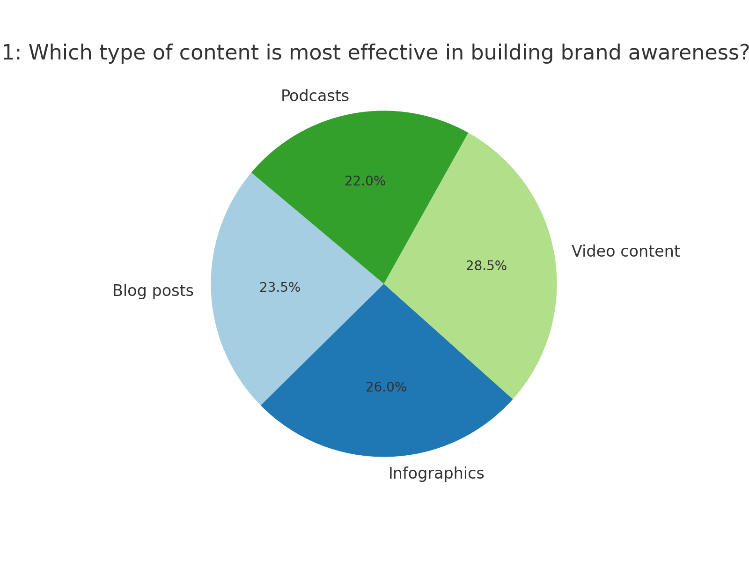 1: Which type of content is most effective in building brand awareness?
Podcasts
22.0%
Video content
28.5%
Blog posts
23.5%
26.0%
Infographics